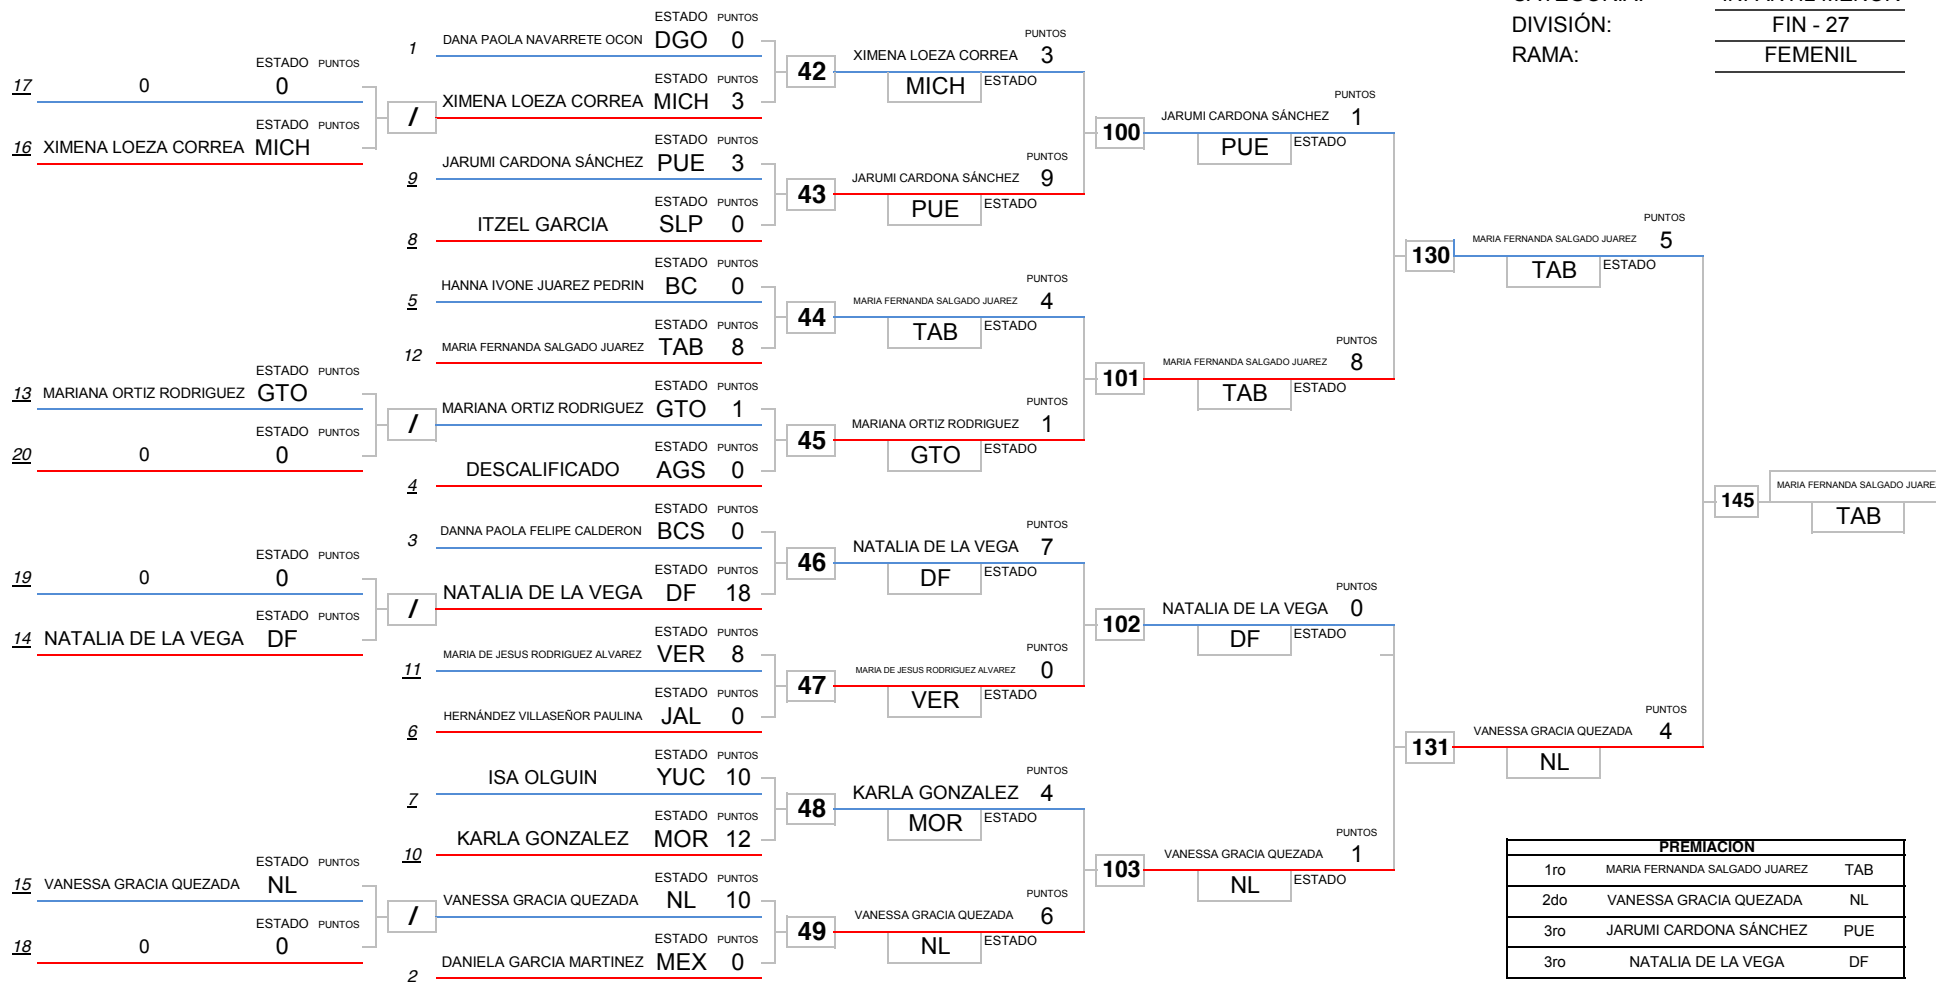 DIVISIÓN: FIN - 27
RAMA: FEMENIL
17 0 ESTADO PUNTOS
0
16 XIMENA LOEZA CORREA ESTADO PUNTOS
MICH
/
13 MARIANA ORTIZ RODRIGUEZ ESTADO PUNTOS
GTO
20 0 ESTADO PUNTOS
0
/
19 0 ESTADO PUNTOS
0
14 NATALIA DE LA VEGA ESTADO PUNTOS
DF
/
15 VANESSA GRACIA QUEZADA ESTADO PUNTOS
NL
18 0 ESTADO PUNTOS
0
/
1 DANA PAOLA NAVARRETE OCON ESTADO PUNTOS
DGO 0
XIMENA LOEZA CORREA ESTADO PUNTOS
MICH 3
42
9 JARUMI CARDONA SÁNCHEZ ESTADO PUNTOS
PUE 3
8 ITZEL GARCIA ESTADO PUNTOS
SLP 0
43
5 HANNA IVONE JUAREZ PEDRIN ESTADO PUNTOS
BC 0
12 MARIA FERNANDA SALGADO JUAREZ ESTADO PUNTOS
TAB 8
44
MARIANA ORTIZ RODRIGUEZ ESTADO PUNTOS
GTO 1
4 DESCALIFICADO ESTADO PUNTOS
AGS 0
45
3 DANNA PAOLA FELIPE CALDERON ESTADO PUNTOS
BCS 0
NATALIA DE LA VEGA ESTADO PUNTOS
DF 18
46
11 MARIA DE JESUS RODRIGUEZ ALVAREZ ESTADO PUNTOS
VER 8
6 HERNÁNDEZ VILLASEÑOR PAULINA ESTADO PUNTOS
JAL 0
47
7 ISA OLGUIN ESTADO PUNTOS
YUC 10
10 KARLA GONZALEZ ESTADO PUNTOS
MOR 12
48
VANESSA GRACIA QUEZADA ESTADO PUNTOS
NL 10
2 DANIELA GARCIA MARTINEZ ESTADO PUNTOS
MEX 0
49
XIMENA LOEZA CORREA PUNTOS
3
MICH ESTADO
JARUMI CARDONA SÁNCHEZ PUNTOS
9
PUE ESTADO
100
MARIA FERNANDA SALGADO JUAREZ PUNTOS
4
TAB ESTADO
MARIANA ORTIZ RODRIGUEZ PUNTOS
1
GTO ESTADO
101
NATALIA DE LA VEGA PUNTOS
7
DF ESTADO
MARIA DE JESUS RODRIGUEZ ALVAREZ PUNTOS
0
VER ESTADO
102
KARLA GONZALEZ PUNTOS
4
MOR ESTADO
VANESSA GRACIA QUEZADA PUNTOS
6
NL ESTADO
103
JARUMI CARDONA SÁNCHEZ PUNTOS
1
PUE ESTADO
MARIA FERNANDA SALGADO JUAREZ PUNTOS
8
TAB ESTADO
130
NATALIA DE LA VEGA PUNTOS
0
DF ESTADO
VANESSA GRACIA QUEZADA PUNTOS
1
NL ESTADO
131
MARIA FERNANDA SALGADO JUAREZ PUNTOS
5
TAB ESTADO
VANESSA GRACIA QUEZADA PUNTOS
4
NL
145
MARIA FERNANDA SALGADO
TAB
PREMIACION
1ro MARIA FERNANDA SALGADO JUAREZ TAB
2do VANESSA GRACIA QUEZADA NL
3ro JARUMI CARDONA SÁNCHEZ PUE
3ro NATALIA DE LA VEGA DF